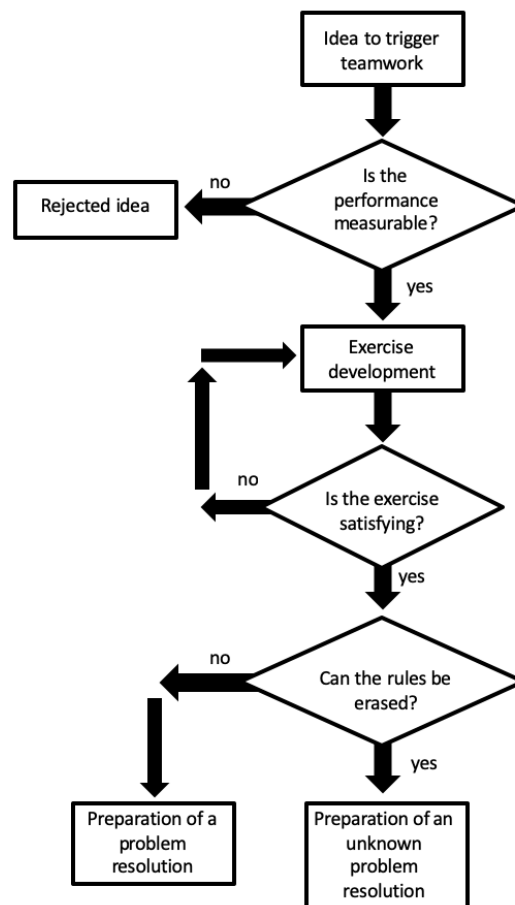 Idea to trigger
teamwork
no
Is the
performance
measurable?
Rejected idea
yes
Exercise
development
no
Is the exercise
satisfying?
yes
no
Can the rules be
erased?
yes
Preparation of a
problem
resolution
Preparation of an
unknown
problem
resolution